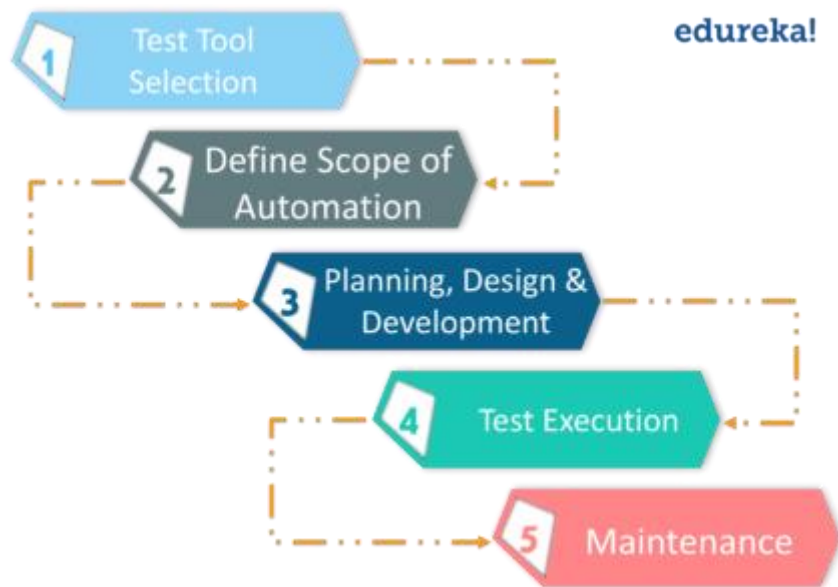 edureka!
1
Test Tool
Selection
2
Define Scope of
Automation
3
Planning, Design &
Development
4
Test Execution
5
Maintenance